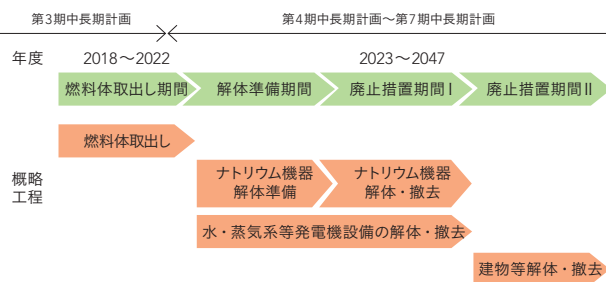 第3期中長期計画
第4期中長期計画～第7期中長期計画
年度
2018～2022
2023～2047
燃料体取出し期間
解体準備期間
廃止措置期間Ⅰ
廃止措置期間Ⅱ
概略
工程
燃料体取出し
ナトリウム機器
解体準備
ナトリウム機器
解体・撤去
水・蒸気系等発電機設備の解体・撤去
建物等解体・撤去